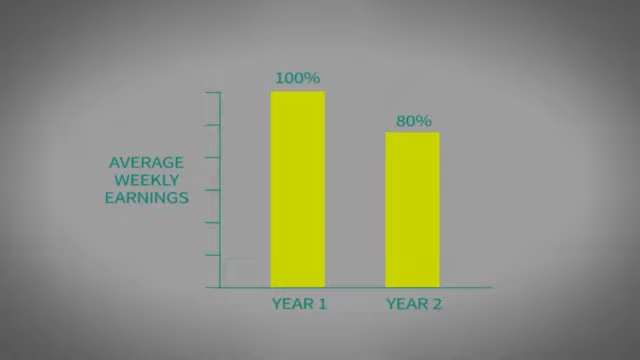 100%
80%
AVERAGE
WEEKLY
EARNINGS
YEAR 1
YEAR 2